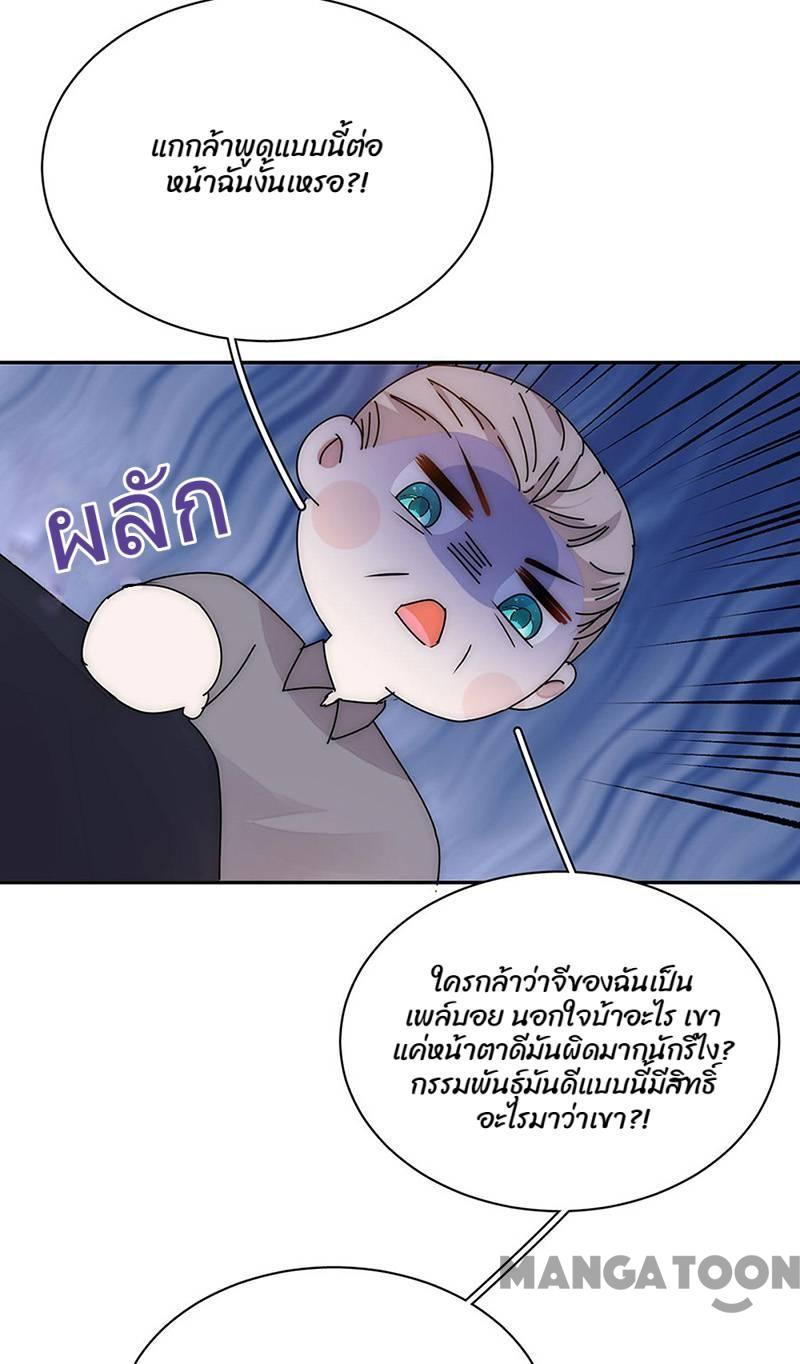 แกกล้าพูดแบบนี้ต่อ
หน้าฉันงั้นเหรอ?!
ผลัก
ใครกล้าว่าจีของฉันเป็น
เพล์บอย นอกใจบ้าอะไร เขา
แค่หน้าตาดีมันผิดมากนักรึไง?
กรรมพันธุ์มันดีแบบนี้มีสิทธิ์
อะไรมาว่าเขา?!
MANGATOON